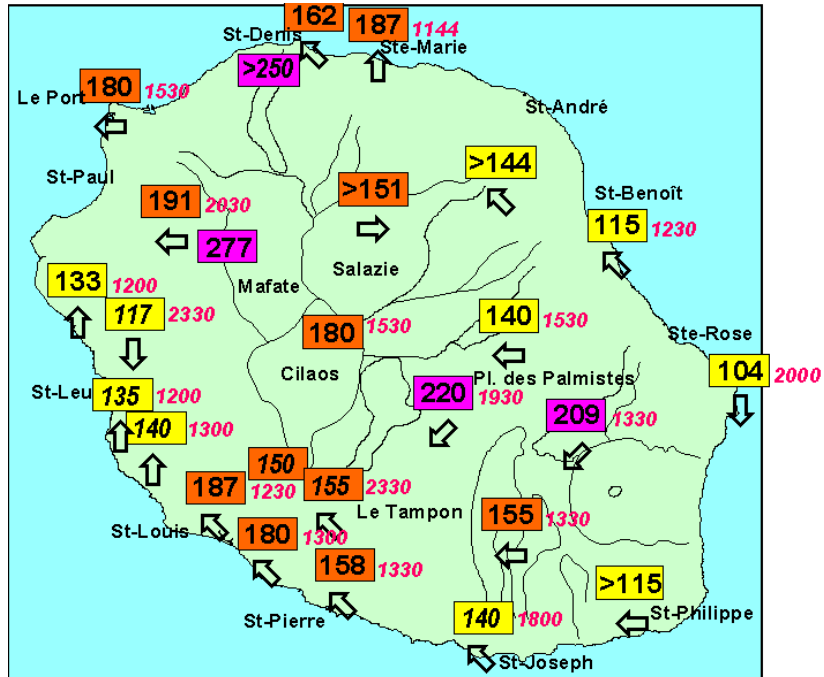 162
187 1144
St-Denis
Ste-Marie
>250
180 1530
Le Port
St-André
>144
St-Paul
>151
191 2030
St-Benoît
115 1230
277
133 1200
Salazie
Mafate
117 2330
140 1530
180 1530
Ste-Rose
Cilaos
Pl. des Palmistes
104 2000
St-Leu
135 1200
220 1930
209 1330
140 1300
150
187 1230
155 2330
Le Tampon
155 1330
St-Louis
180 1300
158 1330
>115
St-Pierre
140 1800
St-Philippe
St-Joseph